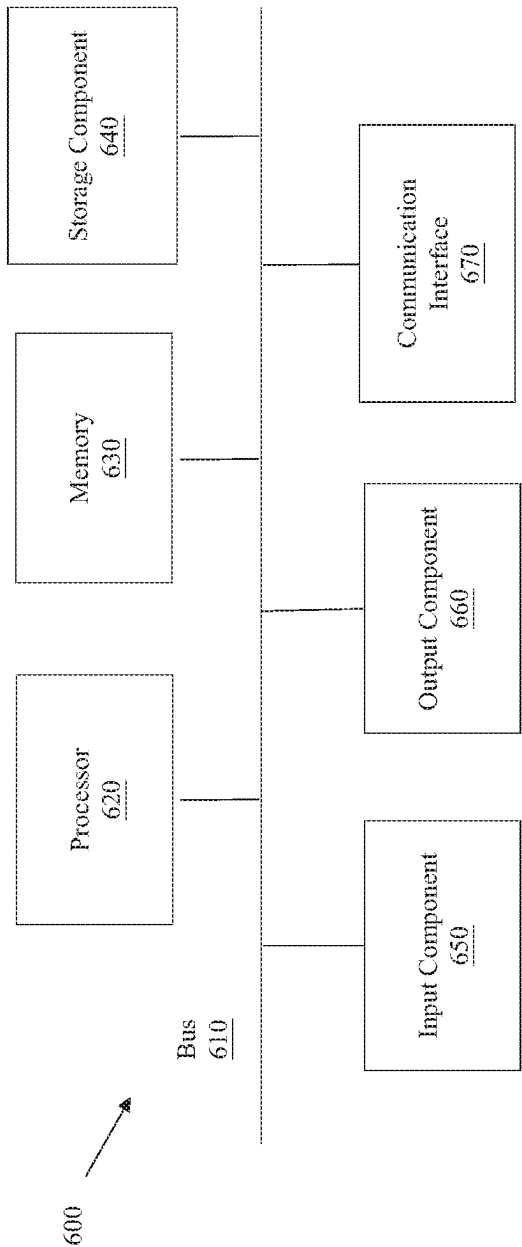 600
Bus
610
Processor
620
Memory
630
Storage Component
640
Input Component
650
Output Component
660
Communication
Interface
670